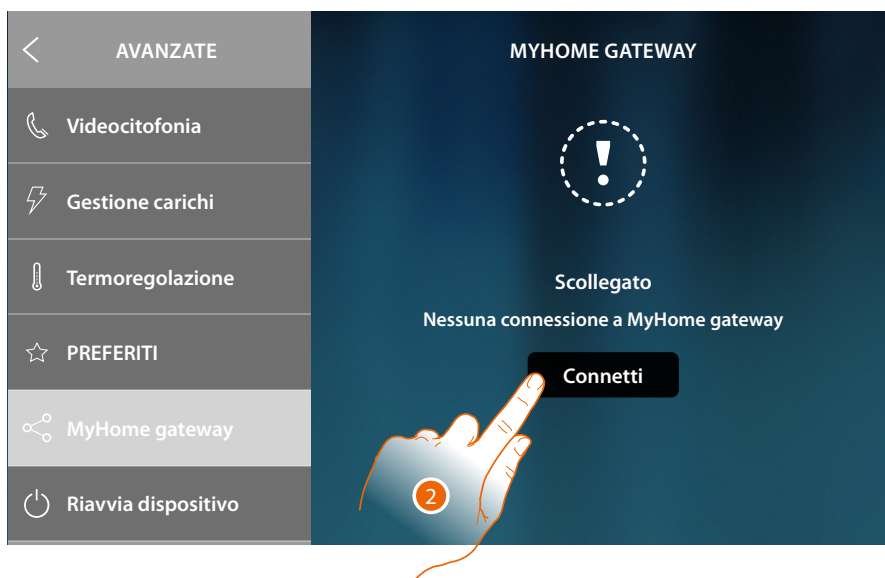 AVANZATE
Videocitofonia
Gestione carichi
Termoregolazione
PREFERITI
MyHome gateway
Riavvia dispositivo
MYHOME GATEWAY
!
Scollegato
Nessuna connessione a MyHome gateway
Connetti
2